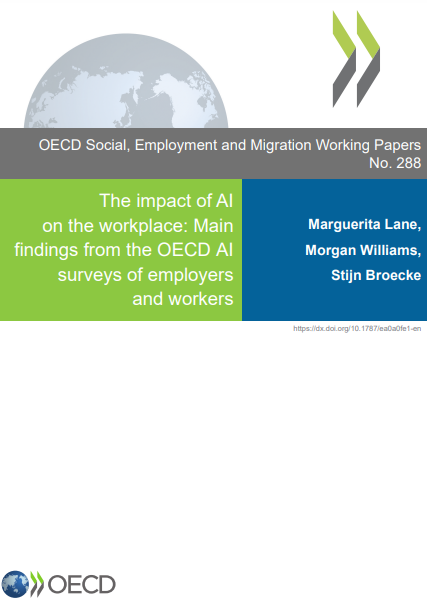 OECD Social, Employment and Migration Working Papers
No. 288
The impact of AI
on the workplace: Main
findings from the OECD AI
surveys of employers
and workers
Marguerita Lane,
Morgan Williams,
Stijn Broecke
https://dx.doi.org/10.1787/ea0a0fe1-en
OECD